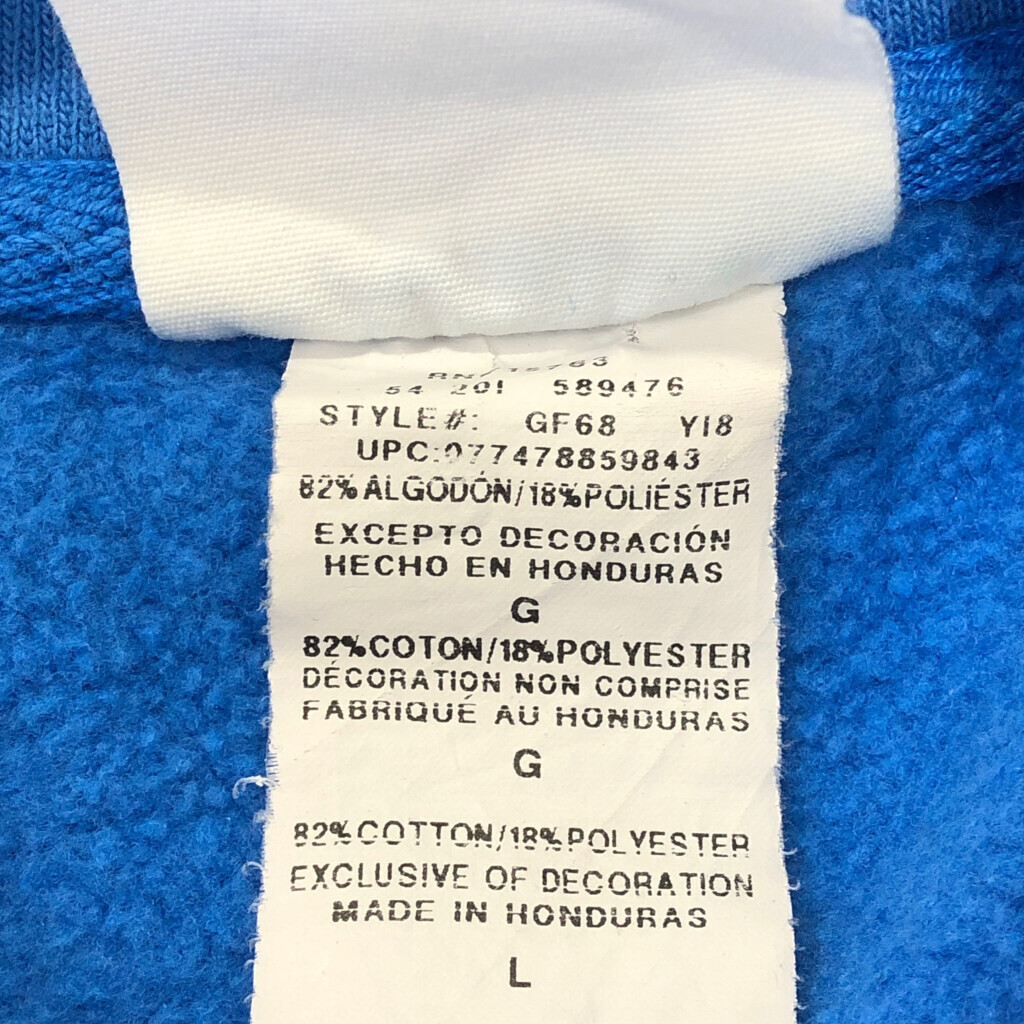 54 201 589476
STYLE#: GF68 Y18
UPC:077478859843
82% ALGODÓN/18% POLIÉSTER
EXCEPTO DECORACIÓN
HECHO EN HONDURAS
G
82% COTON/18% POLYESTER
DÉCORATION NON COMPRISE
FABRIQUÉ AU HONDURAS
G
82% COTTON/18% POLYESTER
EXCLUSIVE OF DECORATION
MADE IN HONDURAS
L